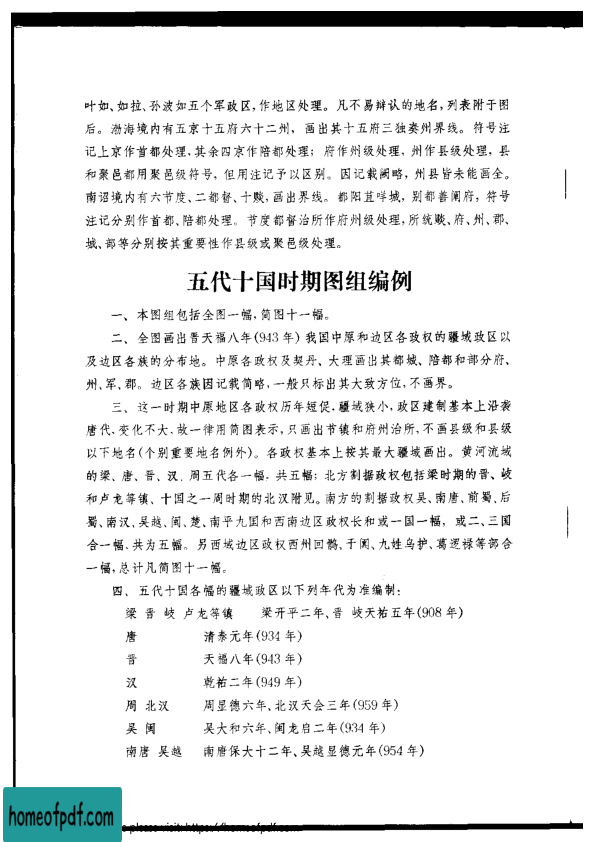 叶如、如拉、孙波如五个军政区,作地区处理。凡不易辩认的地名,列表附于图
后。渤海境内有五京十五府六十二州,画出其十五府三独奏州界线。符号注
记上京作首都处理,其余四京作陪都处理;府作州级处理,州作县级处理,县
和聚邑都用聚邑级符号,但用注记予以区别。因记载阙略,州县皆未能画全。
南诏境内有六节度、二都督、十赕,画出界线。都阳苴咩城,别都善阐府,符号
注记分别作首都、陪都处理。节度都督治所作府州级处理,所统赕、府、州、郡、
城、部等分别按其重要性作县级或聚邑级处理。
五代十国时期图组编例
一、本图组包括全图一幅,简图十一幅。
二、全图画出晋天福八年(943年)我国中原和边区各政权的疆域政区以
及边区各族的分布地。中原各政权及契丹、大理画出其都城、陪都和部分府、
州、军、郡。边区各族因记载简略,一般只标出其大致方位,不画界。
三、这一时期中原地区各政权历年短促,疆域狭小,政区建制基本上沿袭
唐代,变化不大,故一律用简图表示,只画出节镇和府州治所,不画县级和县级
以下地名(个别重要地名例外)。各政权基本上按其最大疆域画出。黄河流域
的梁、唐、晋、汉、周五代各一幅,共五幅;北方割据政权包括梁时期的晋、岐
和卢龙等镇、十国之一周时期的北汉附见。南方的割据政权吴、南唐、前蜀、后
蜀、南汉、吴越、闽、楚、南平九国和西南边区政权长和或一国一幅,或二、三国
合一幅,共为五幅。另西域边区政权西州回鹘、于阗、九姓乌护、葛逻禄等部合
一幅,总计凡简图十一幅。
四、五代十国各幅的疆域政区以下列年代为准编制:
梁 晋 岐 卢龙等镇 梁开平二年、晋 岐天祐五年(908年)
唐 清泰元年(934年)
晋 天福八年(943年)
汉 乾祐二年(949年)
周 北汉 周显德六年、北汉天会三年(959年)
吴 闽 吴大和六年、闽龙启二年(934年)
南唐 吴越 南唐保大十二年、吴越显德元年(954年)
homeofpdf.com
please visit: https://homeofpdf.com